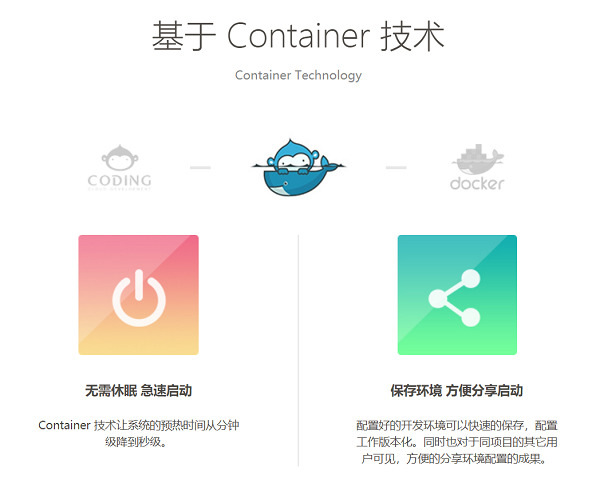 基于 Container 技术
Container Technology
CODING
docker
无需休眠 急速启动
保存环境 方便分享启动
Container 技术让系统的预热时间从分钟
级降到秒级。
配置好的开发环境可以快速的保存，配置
工作版本化。同时也对于同项目的其它用
户可见，方便的分享环境配置的成果。